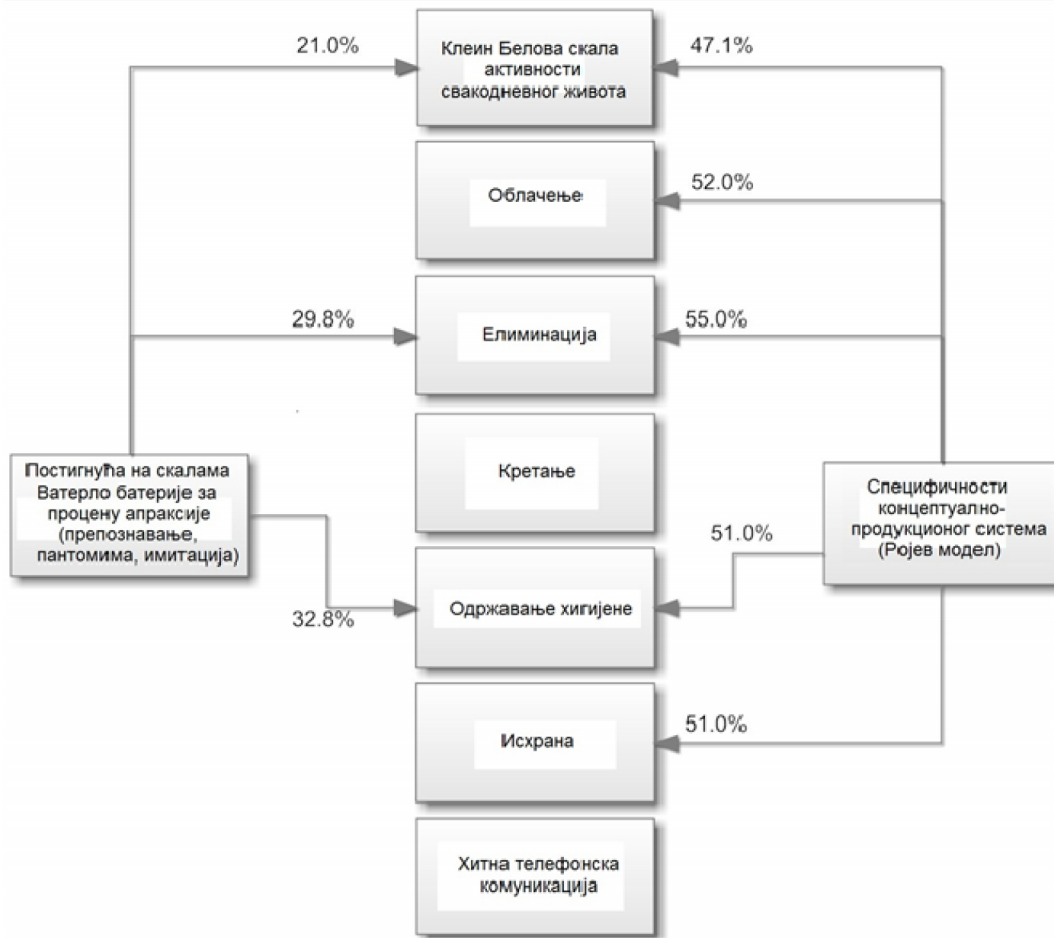 21.0%
Клеин Белова скала
активности
свакодневног живота
47.1%
Облачење
52.0%
29.8%
Елиминација
55.0%
Кретање
Постигнућа на скалама
Ватерло батерије за
процену апраксије
(препознавање,
пантомима, имитација)
Специфичности
концептуално-
продукционог система
(Ројев модел)
51.0%
Одржавање хигијене
32.8%
Исхрана
51.0%
Хитна телефонска
комуникација